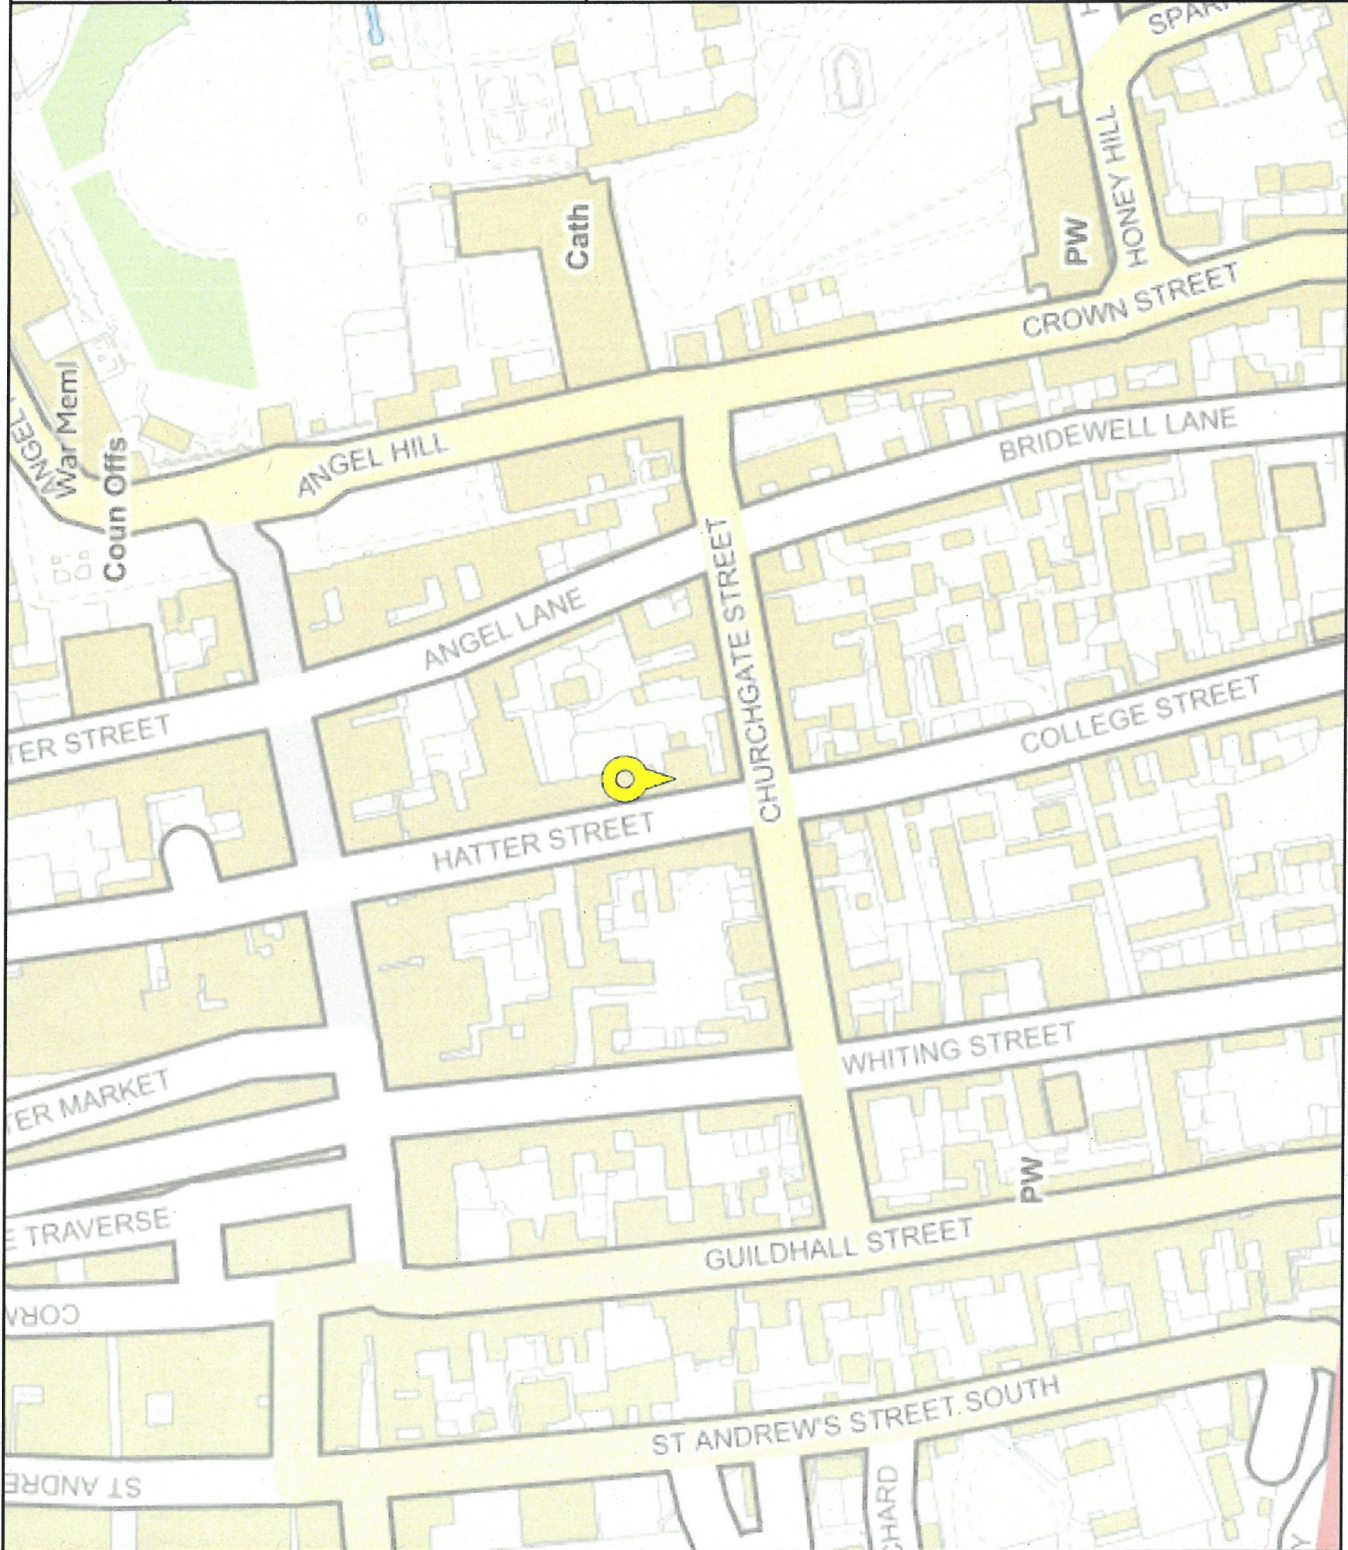 SPAR
HONEY HILL
PW
Cath
CROWN STREET
War Meml
ANGEL
Coun Offs
ANGEL HILL
BRIDEWELL LANE
CHURCHGATE STREET
ANGEL LANE
TER STREET
COLLEGE STREET
HATTER STREET
WHITING STREET
TER MARKET
PW
E TRAVERSE
GUILDHALL STREET
COR
ST ANDREW'S STREET SOUTH
ST ANDRE
CHARD
Y